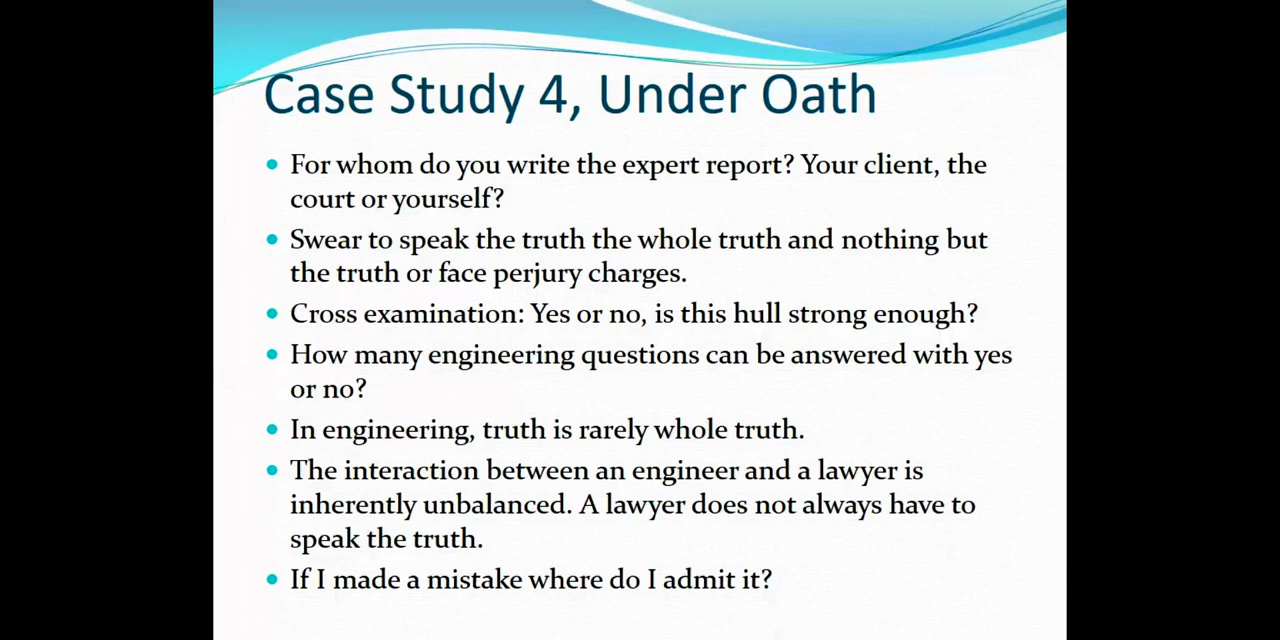 Case Study 4, Under Oath
For whom do you write the expert report? Your client, the
court or yourself?
Swear to speak the truth the whole truth and nothing but
the truth or face perjury charges.
Cross examination: Yes or no, is this hull strong enough?
How many engineering questions can be answered with yes
or no?
In engineering, truth is rarely whole truth.
The interaction between an engineer and a lawyer is
inherently unbalanced. A lawyer does not always have to
speak the truth.
If I made a mistake where do I admit it?